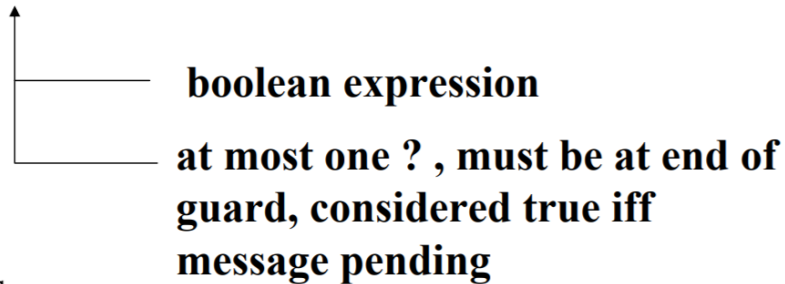 boolean expression
at most one ? , must be at end of
guard, considered true iff
message pending